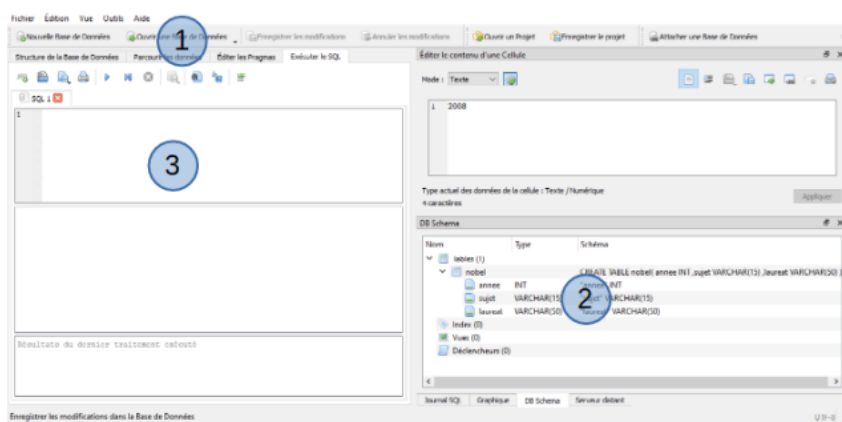 Fichier Édition Vue Outils Aide
Nouvelle Base de Données Ouvrir une Base de Données Enregistrer les modifications Annuler les modifications Ouvrir un Projet Enregistrer le projet Attacher une Base de Données
1
Structure de la Base de Données Parcourir les données Éditer les Pragmas Exécuter le SQL
SQL 1
1
3
Résultats du dernier traitement exécuté
Éditer le contenu d'une Cellule
Mode : Texte
1 2008
Type actuel des données de la cellule : Texte / Numérique
4 caractères
Appliquer
DB Schema
Nom Type Schéma
Tables (1)
nobel CREATE TABLE nobel( annee INT ,sujet VARCHAR(15) ,laureat VARCHAR(50) )
annee INT "annee" INT
sujet VARCHAR(15) "sujet" VARCHAR(15)
laureat VARCHAR(50) "laureat" VARCHAR(50)
2
Index (0)
Vues (0)
Déclencheurs (0)
Journal SQL Graphique DB Schema Serveur distant
Enregistrer les modifications dans la Base de Données
UTF-8